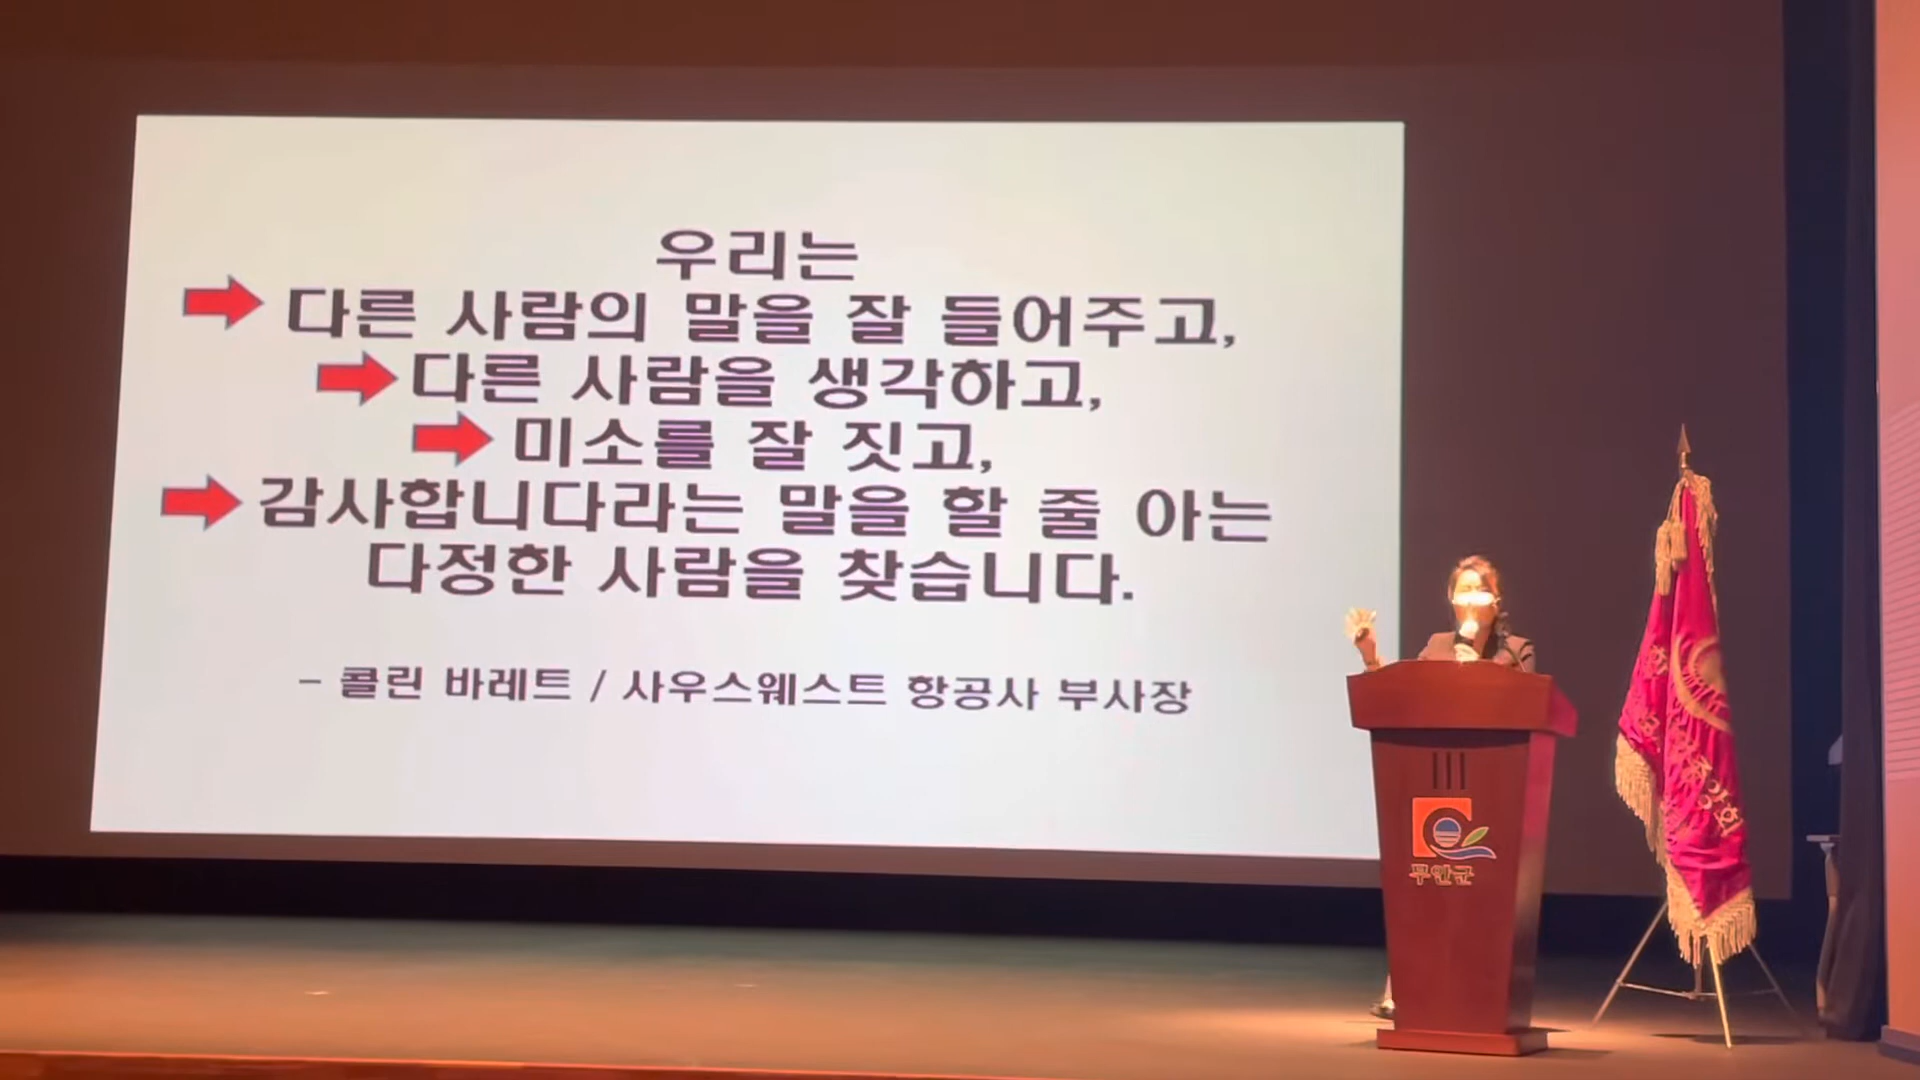 우리는
다른 사람의 말을 잘 들어주고,
다른 사람을 생각하고,
미소를 잘 짓고,
감사합니다라는 말을 할 줄 아는
다정한 사람을 찾습니다.
- 콜린 바레트 / 사우스웨스트 항공사 부사장
무안군
중앙회